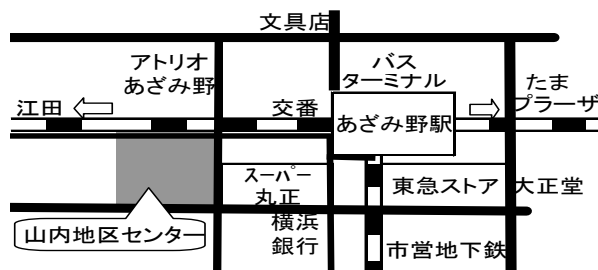 文具店
アトリオ
あざみ野
バス
ターミナル
江田
交番
あざみ野駅
たま
プラーザ
スーパー
丸正
東急ストア
大正堂
横浜
銀行
山内地区センター
市営地下鉄